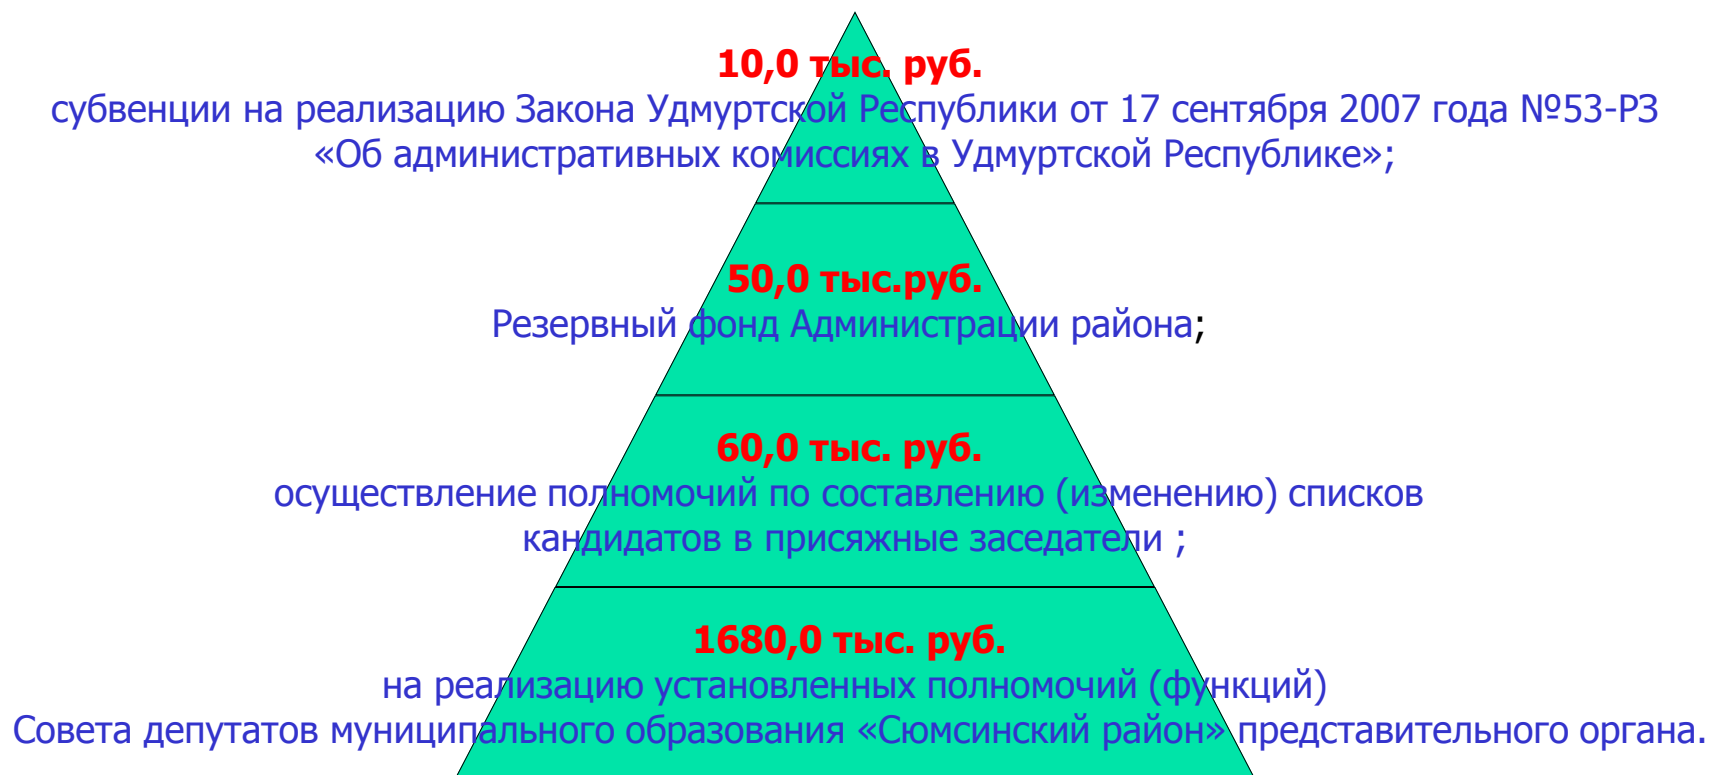 10,0 тыс. руб.
субвенции на реализацию Закона Удмуртской Республики от 17 сентября 2007 года №53-РЗ
«Об административных комиссиях в Удмуртской Республике»;
50,0 тыс.руб.
Резервный фонд Администрации района;
60,0 тыс. руб.
осуществление полномочий по составлению (изменению) списков
кандидатов в присяжные заседатели ;
1680,0 тыс. руб.
на реализацию установленных полномочий (функций)
Совета депутатов муниципального образования «Сюмсинский район» представительного органа.